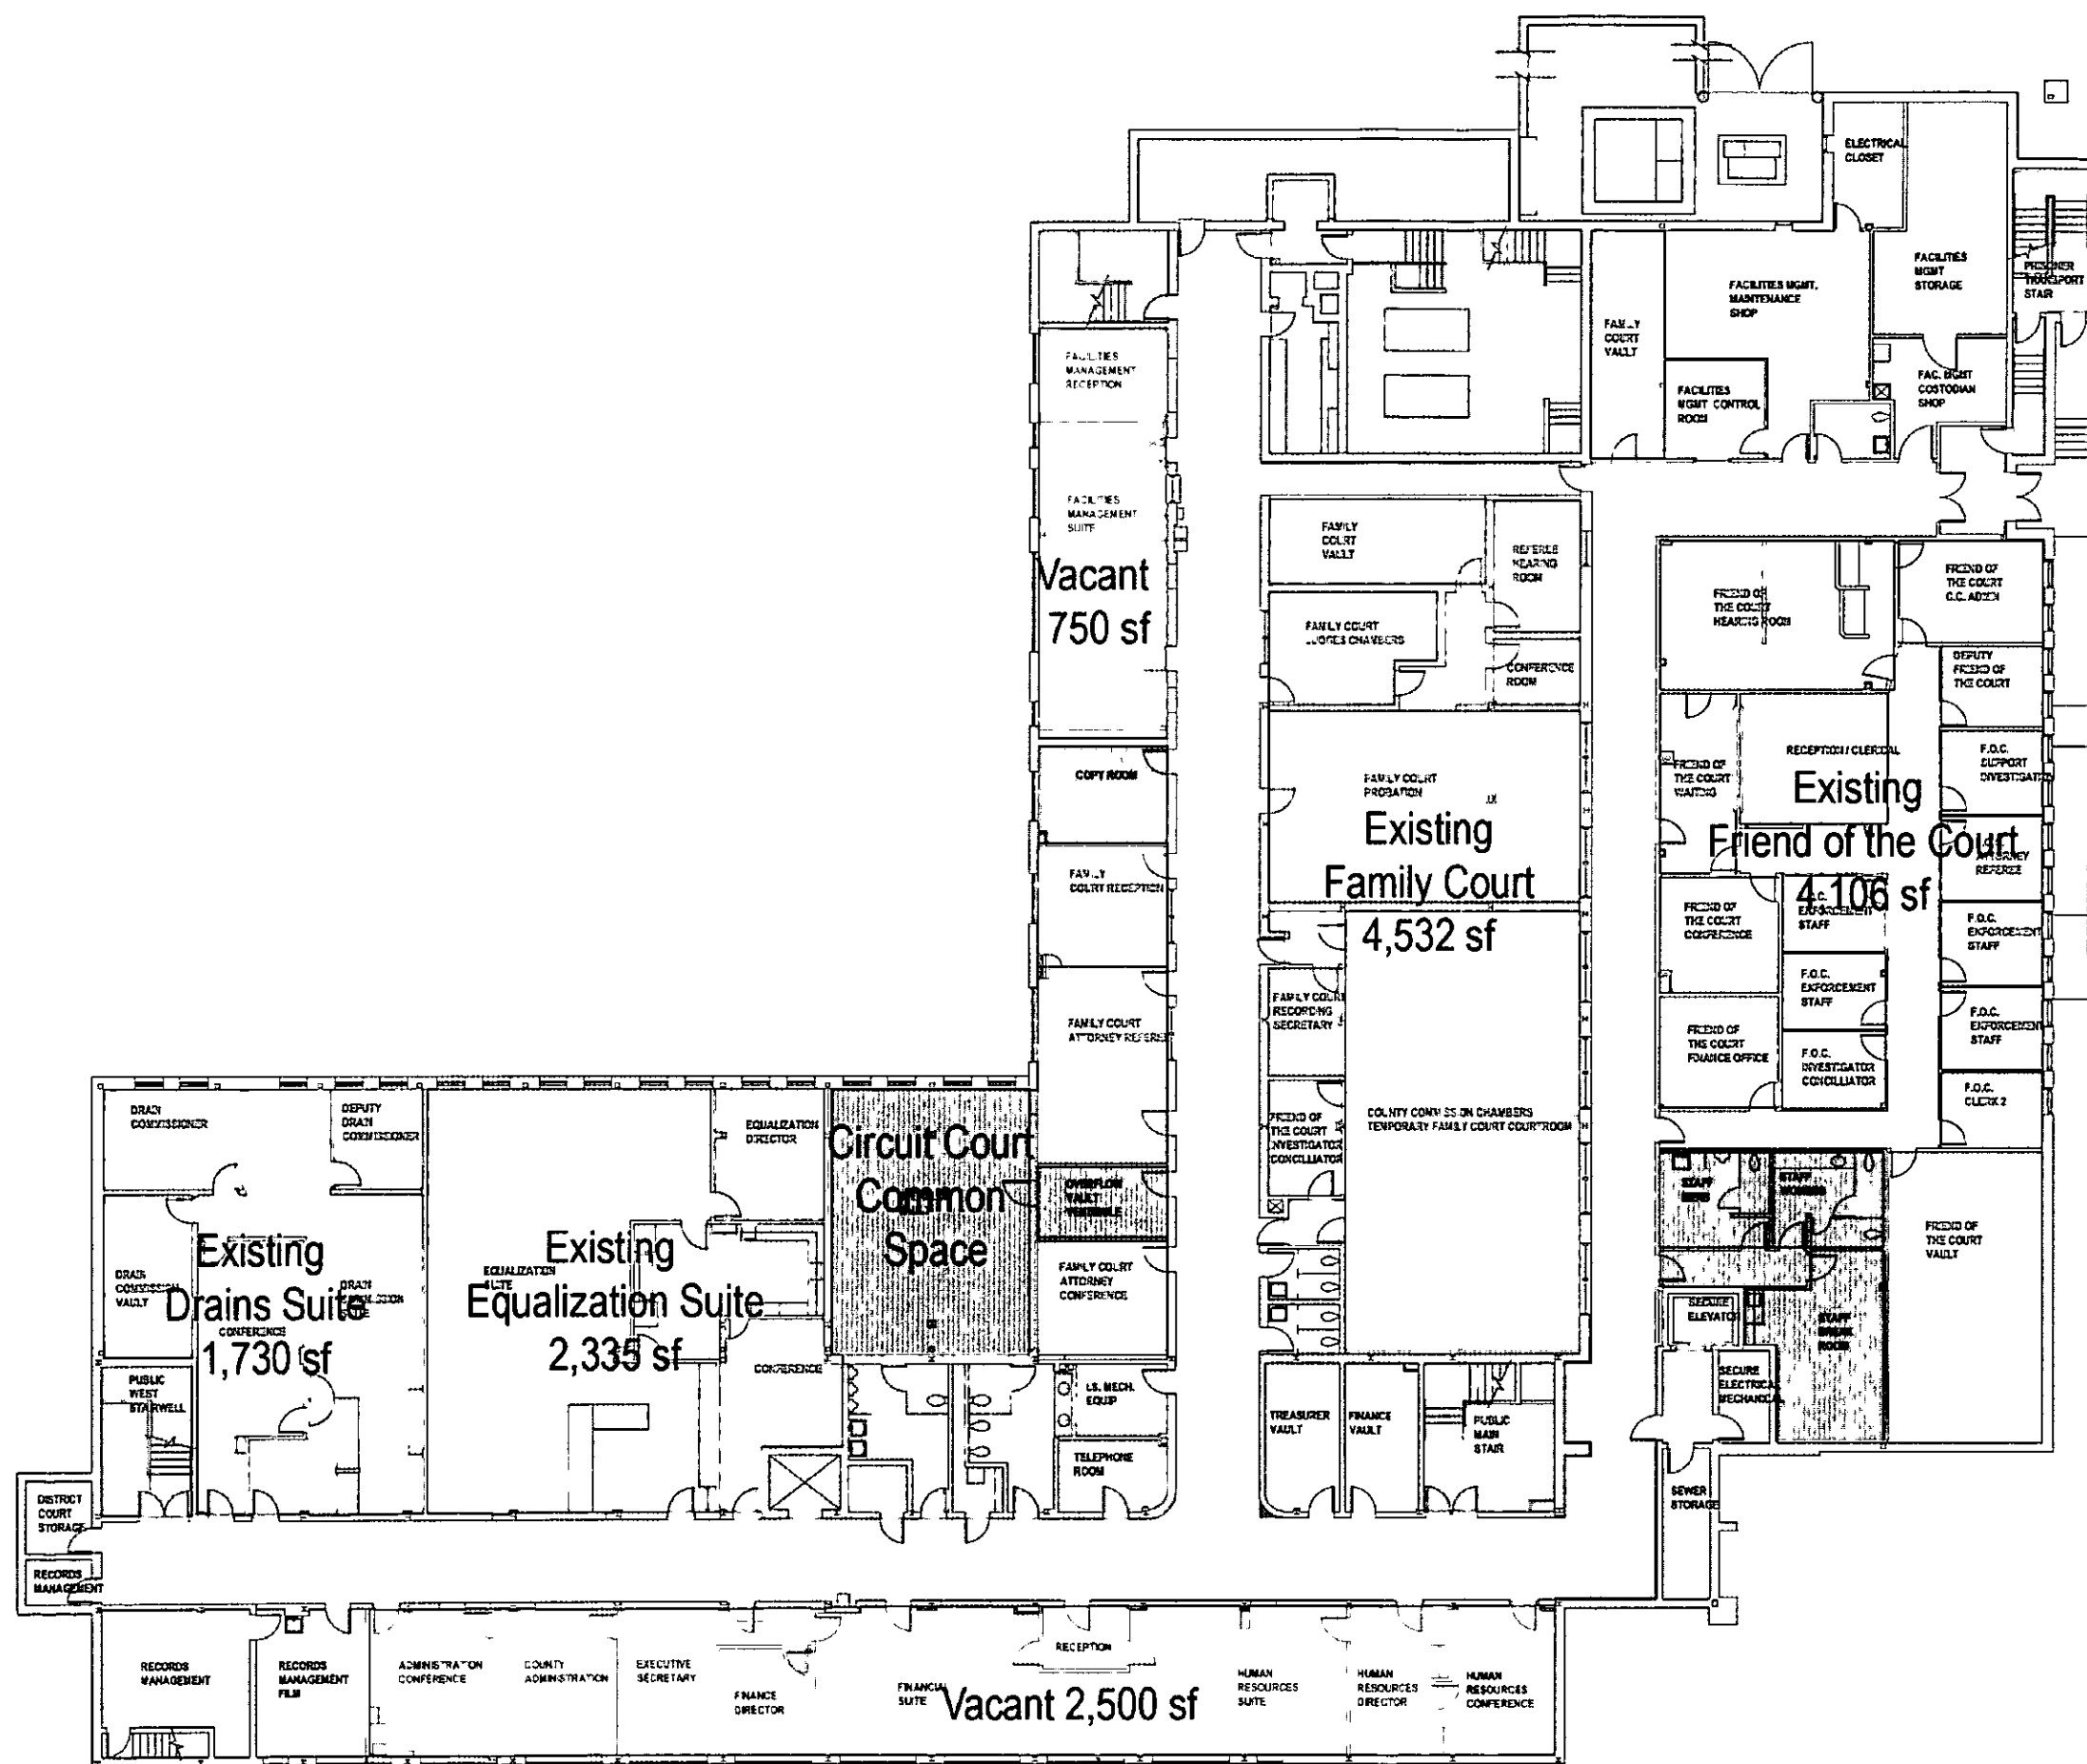 ELECTRICAL
CLOSET
FACILITIES
MGMT
STORAGE
PRISONER
TRANSPORT
STAIR
FACILITIES MGMT.
MAINTENANCE
SHOP
FAMILY
COURT
VAULT
FACILITIES
MGMT CONTROL
ROOM
FAC. MGMT
CUSTODIAN
SHOP
FACILITIES
MANAGEMENT
RECEPTION
FACILITIES
MANAGEMENT
SUITE
Vacant
750 sf
COPY ROOM
FAMILY
COURT RECEPTION
FAMILY COURT
ATTORNEY REFEREE
OVERFLOW
VAULT
VESTIBULE
FAMILY COURT
ATTORNEY
CONFERENCE
L.S. MECH.
EQUIP
TELEPHONE
ROOM
FAMILY
COURT
VAULT
REFEREE
HEARING
ROOM
FAMILY COURT
JUDGES CHAMBERS
CONFERENCE
ROOM
FAMILY COURT
PROBATION
Existing
Family Court
4,532 sf
FAMILY COURT
RECORDING
SECRETARY
FRIEND OF
THE COURT
INVESTIGATOR
CONCILLIATOR
COUNTY COMMISSION CHAMBERS
TEMPORARY FAMILY COURT COURTROOM
TREASURER
VAULT
FINANCE
VAULT
PUBLIC
MAIN
STAIR
FRIEND OF
THE COURT
HEARING ROOM
FRIEND OF
THE COURT
C.C. ADMIN
DEPUTY
FRIEND OF
THE COURT
RECEPTION / CLERICAL
FRIEND OF
THE COURT
WAITING
F.O.C.
SUPPORT
INVESTIGATOR
Existing
Friend of the Court
4,106 sf
ATTORNEY
REFEREE
FRIEND OF
THE COURT
CONFERENCE
F.O.C.
ENFORCEMENT
STAFF
F.O.C.
ENFORCEMENT
STAFF
F.O.C.
ENFORCEMENT
STAFF
FRIEND OF
THE COURT
FINANCE OFFICE
F.O.C.
INVESTIGATOR
CONCILLIATOR
F.O.C.
ENFORCEMENT
STAFF
F.O.C.
CLERK 2
STAFF
MENS
STAFF
WOMENS
FRIEND OF
THE COURT
VAULT
SECURE
ELEVATOR
STAFF
BREAK
ROOM
SECURE
ELECTRICAL
MECHANICAL
SEWER
STORAGE
DRAIN
COMMISSIONER
DEPUTY
DRAIN
COMMISSIONER
EQUALIZATION
DIRECTOR
Circuit Court
Common
Space
DRAIN
COMMISSION
VAULT
DRAIN
COMMISSION
SUITE
CONFERENCE
Existing
Drains Suite
1,730 sf
EQUALIZATION
SUITE
Existing
Equalization Suite
2,335 sf
CONFERENCE
PUBLIC
WEST
STAIRWELL
DISTRICT
COURT
STORAGE
RECORDS
MANAGEMENT
RECORDS
MANAGEMENT
RECORDS
MANAGEMENT
FILM
ADMINISTRATION
CONFERENCE
COUNTY
ADMINISTRATION
EXECUTIVE
SECRETARY
FINANCE
DIRECTOR
FINANCIAL
SUITE
RECEPTION
Vacant 2,500 sf
HUMAN
RESOURCES
SUITE
HUMAN
RESOURCES
DIRECTOR
HUMAN
RESOURCES
CONFERENCE